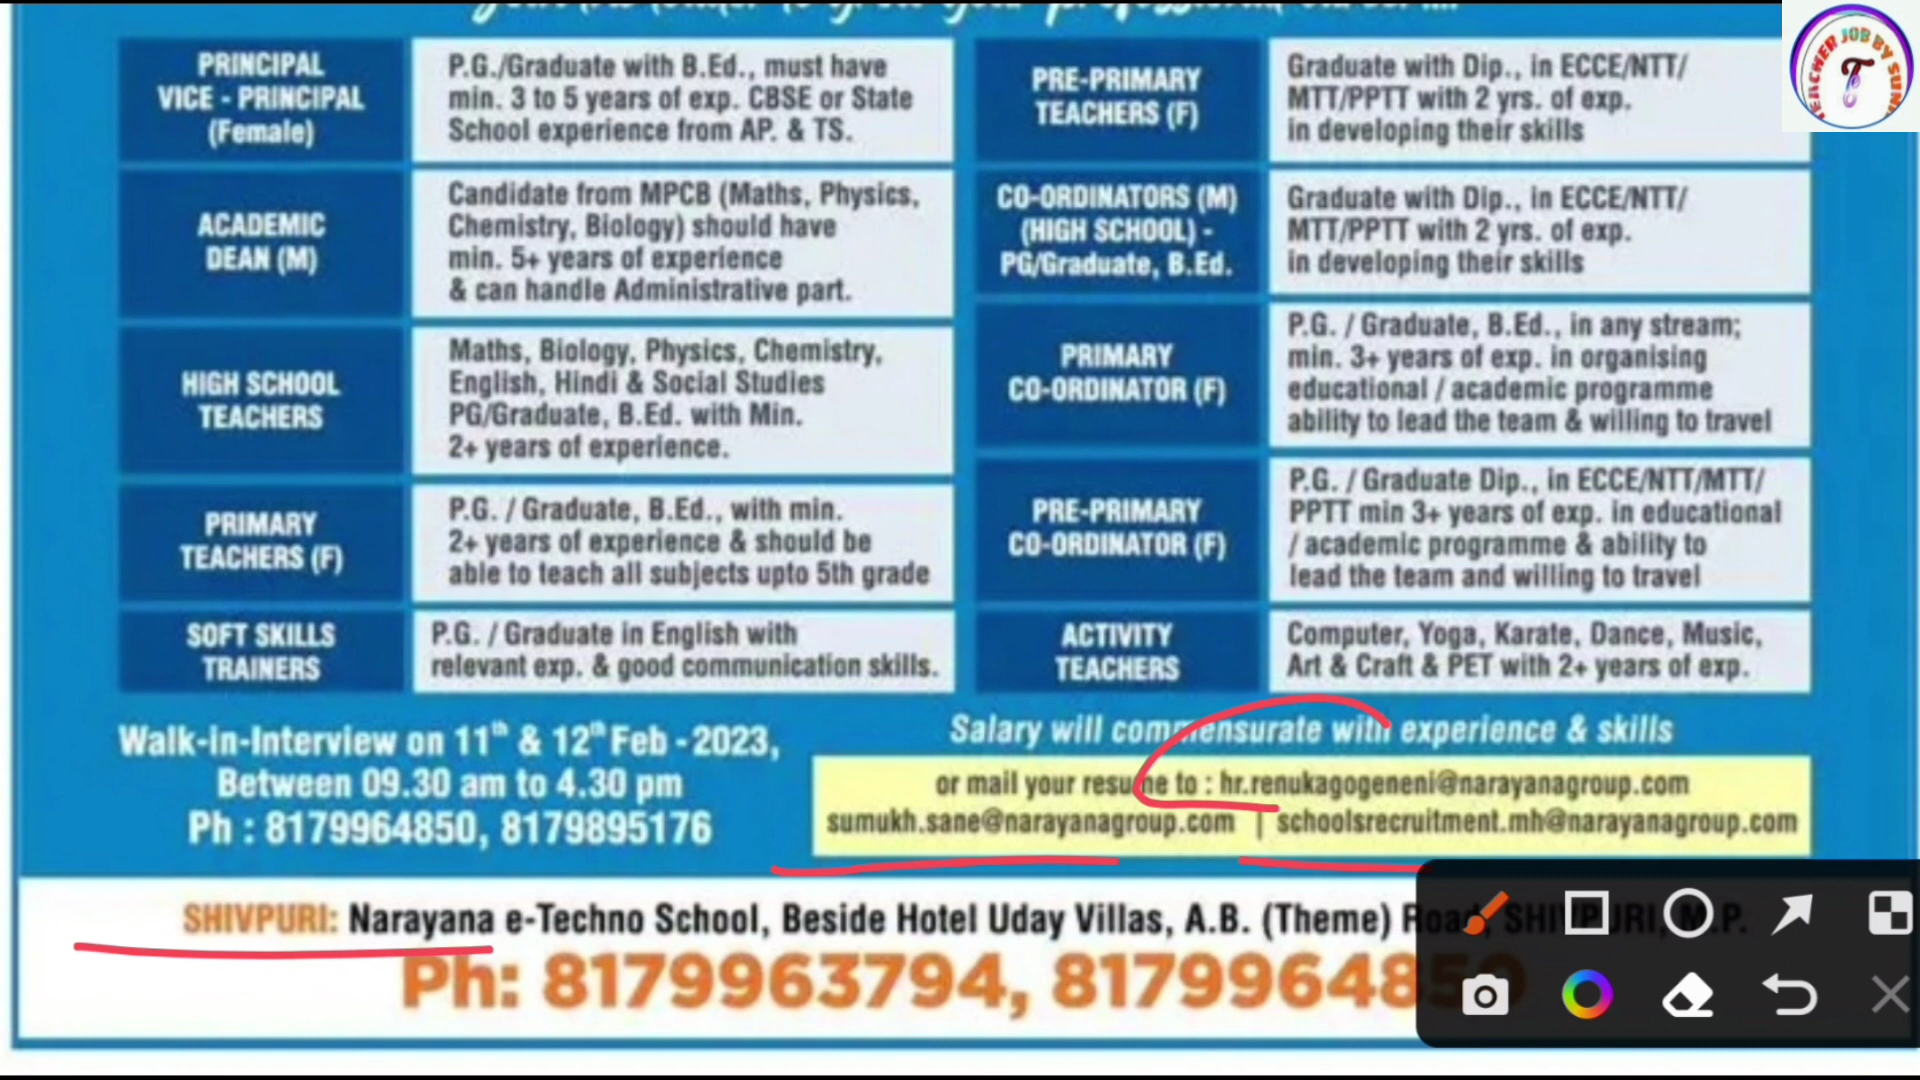 PRINCIPAL
VICE - PRINCIPAL
(Female)
P.G./Graduate with B.Ed., must have
min. 3 to 5 years of exp. CBSE or State
School experience from AP. & TS.
ACADEMIC
DEAN (M)
Candidate from MPCB (Maths, Physics,
Chemistry, Biology) should have
min. 5+ years of experience
& can handle Administrative part.
HIGH SCHOOL
TEACHERS
Maths, Biology, Physics, Chemistry,
English, Hindi & Social Studies
PG/Graduate, B.Ed. with Min.
2+ years of experience.
PRIMARY
TEACHERS (F)
P.G. / Graduate, B.Ed., with min.
2+ years of experience & should be
able to teach all subjects upto 5th grade
SOFT SKILLS
TRAINERS
P.G. / Graduate in English with
relevant exp. & good communication skills.
PRE-PRIMARY
TEACHERS (F)
Graduate with Dip., in ECCE/NTT/
MTT/PPTT with 2 yrs. of exp.
in developing their skills
CO-ORDINATORS (M)
(HIGH SCHOOL) -
PG/Graduate, B.Ed.
Graduate with Dip., in ECCE/NTT/
MTT/PPTT with 2 yrs. of exp.
in developing their skills
PRIMARY
CO-ORDINATOR (F)
P.G. / Graduate, B.Ed., in any stream;
min. 3+ years of exp. in organising
educational / academic programme
ability to lead the team & willing to travel
PRE-PRIMARY
CO-ORDINATOR (F)
P.G. / Graduate Dip., in ECCE/NTT/MTT/
PPTT min 3+ years of exp. in educational
/ academic programme & ability to
lead the team and willing to travel
ACTIVITY
TEACHERS
Computer, Yoga, Karate, Dance, Music,
Art & Craft & PET with 2+ years of exp.
Walk-in-Interview on 11th & 12th Feb - 2023,
Between 09.30 am to 4.30 pm
Ph : 8179964850, 8179895176
Salary will commensurate with experience & skills
or mail your resume to : hr.renukagogeneni@narayanagroup.com
sumukh.sane@narayanagroup.com | schoolsrecruitment.mh@narayanagroup.com
SHIVPURI: Narayana e-Techno School, Beside Hotel Uday Villas, A.B. (Theme) Road, SHIVPURI, M.P.
Ph: 8179963794, 8179964850
TEACHER JOB BY SUNI